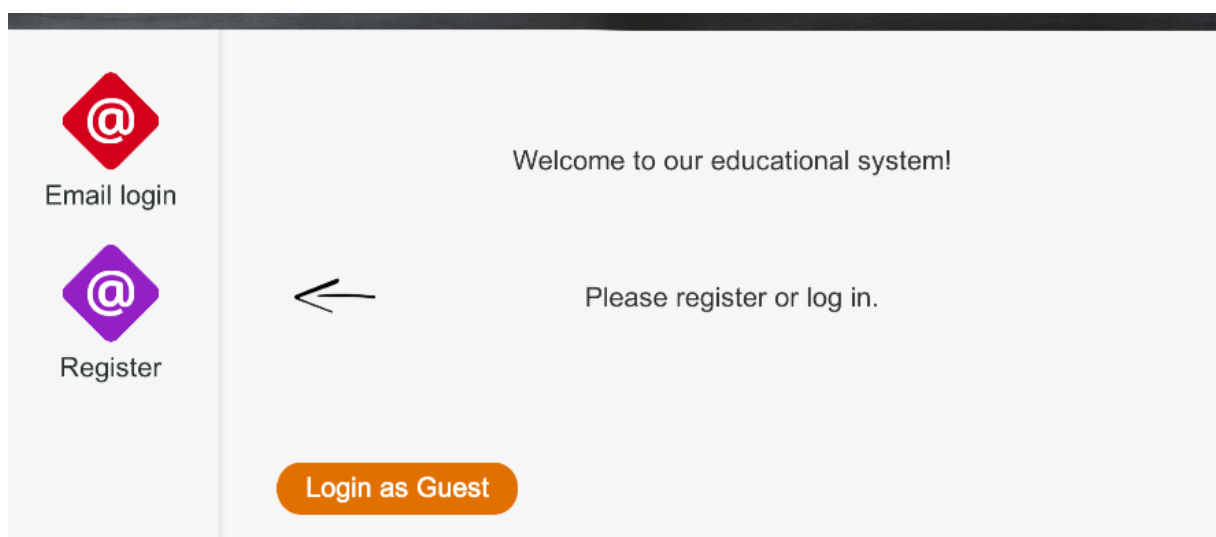 @
Email login
@
Register
Welcome to our educational system!
Please register or log in.
Login as Guest